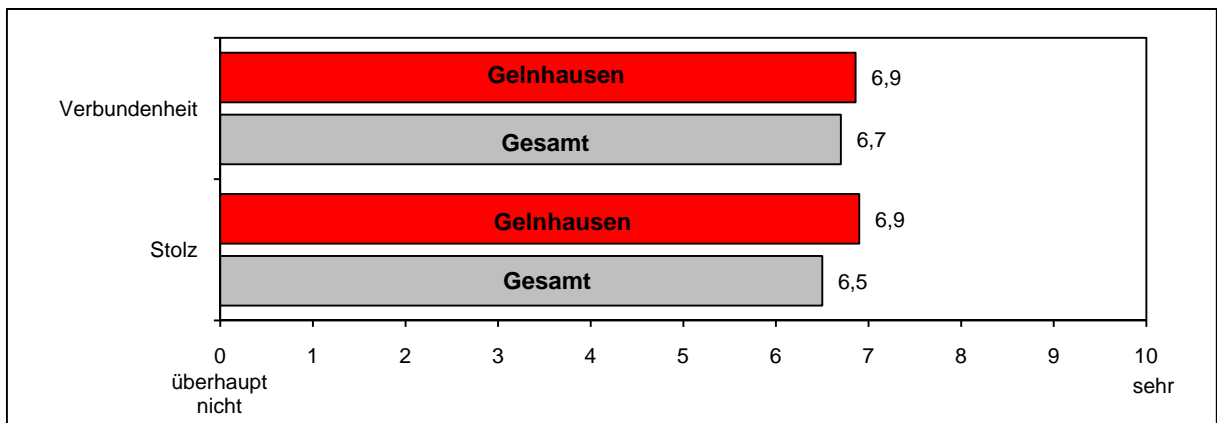 Verbundenheit
Gelnhausen 6,9
Gesamt 6,7
Stolz
Gelnhausen 6,9
Gesamt 6,5
0 1 2 3 4 5 6 7 8 9 10
überhaupt
nicht
sehr